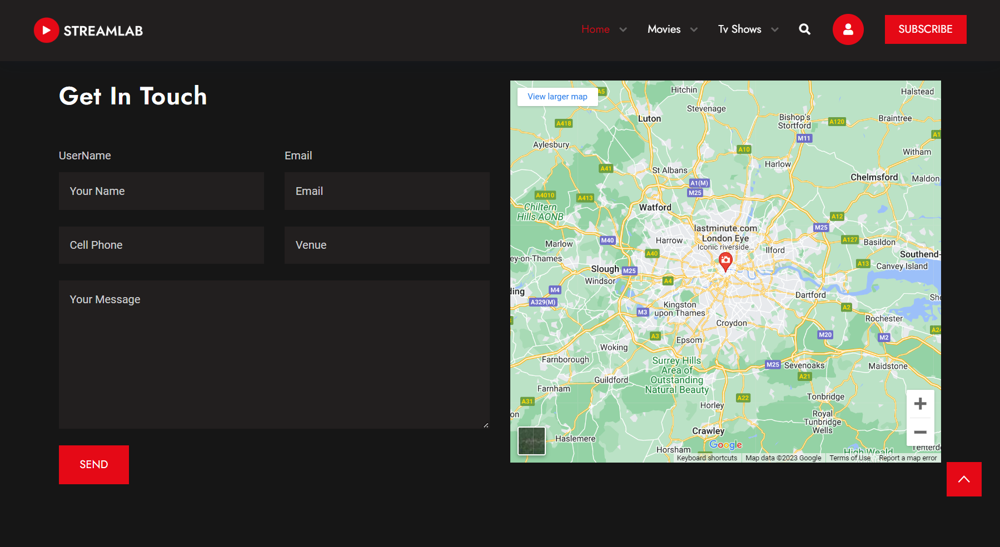 STREAMLAB
Home
Movies
Tv Shows
SUBSCRIBE
Get In Touch
UserName
Email
Your Name
Email
Cell Phone
Venue
Your Message
SEND
View larger map
A5
Hitchin
Halstead
Stevenage
Luton
Bishop's
Stortford
A120
Braintree
A418
M11
A1
Aylesbury
A10
Witham
Harlow
A41
St Albans
Chelmsford
Maldon
A1(M)
M25
A4010
A413
Chiltern
Hills AONB
Watford
A12
M25
lastminute.com
London Eye
Iconic riverside...
M40
Marlow
Harrow
A127
Basildon
Ilford
A40
ey-on-Thames
Southend-
A13
Canvey Island
Slough
M25
Windsor
A4
M4
ding
A329(M)
Dartford
She
Kingston
upon Thames
M3
A2
Rochester
Croydon
A24
A3
Epsom
M20
M2
Woking
Farnborough
Surrey Hills
Area of
Outstanding
Natural Beauty
M25
Sevenoaks
Maidstone
A21
Guildford
Farnham
A31
A22
Tonbridge
Horley
on
Royal
Tunbridge
Wells
Crawley
Haslemere
Google
Horsham
High Weald
Tenterd
Keyboard shortcuts
Map data ©2023 Google
Terms of Use
Report a map error